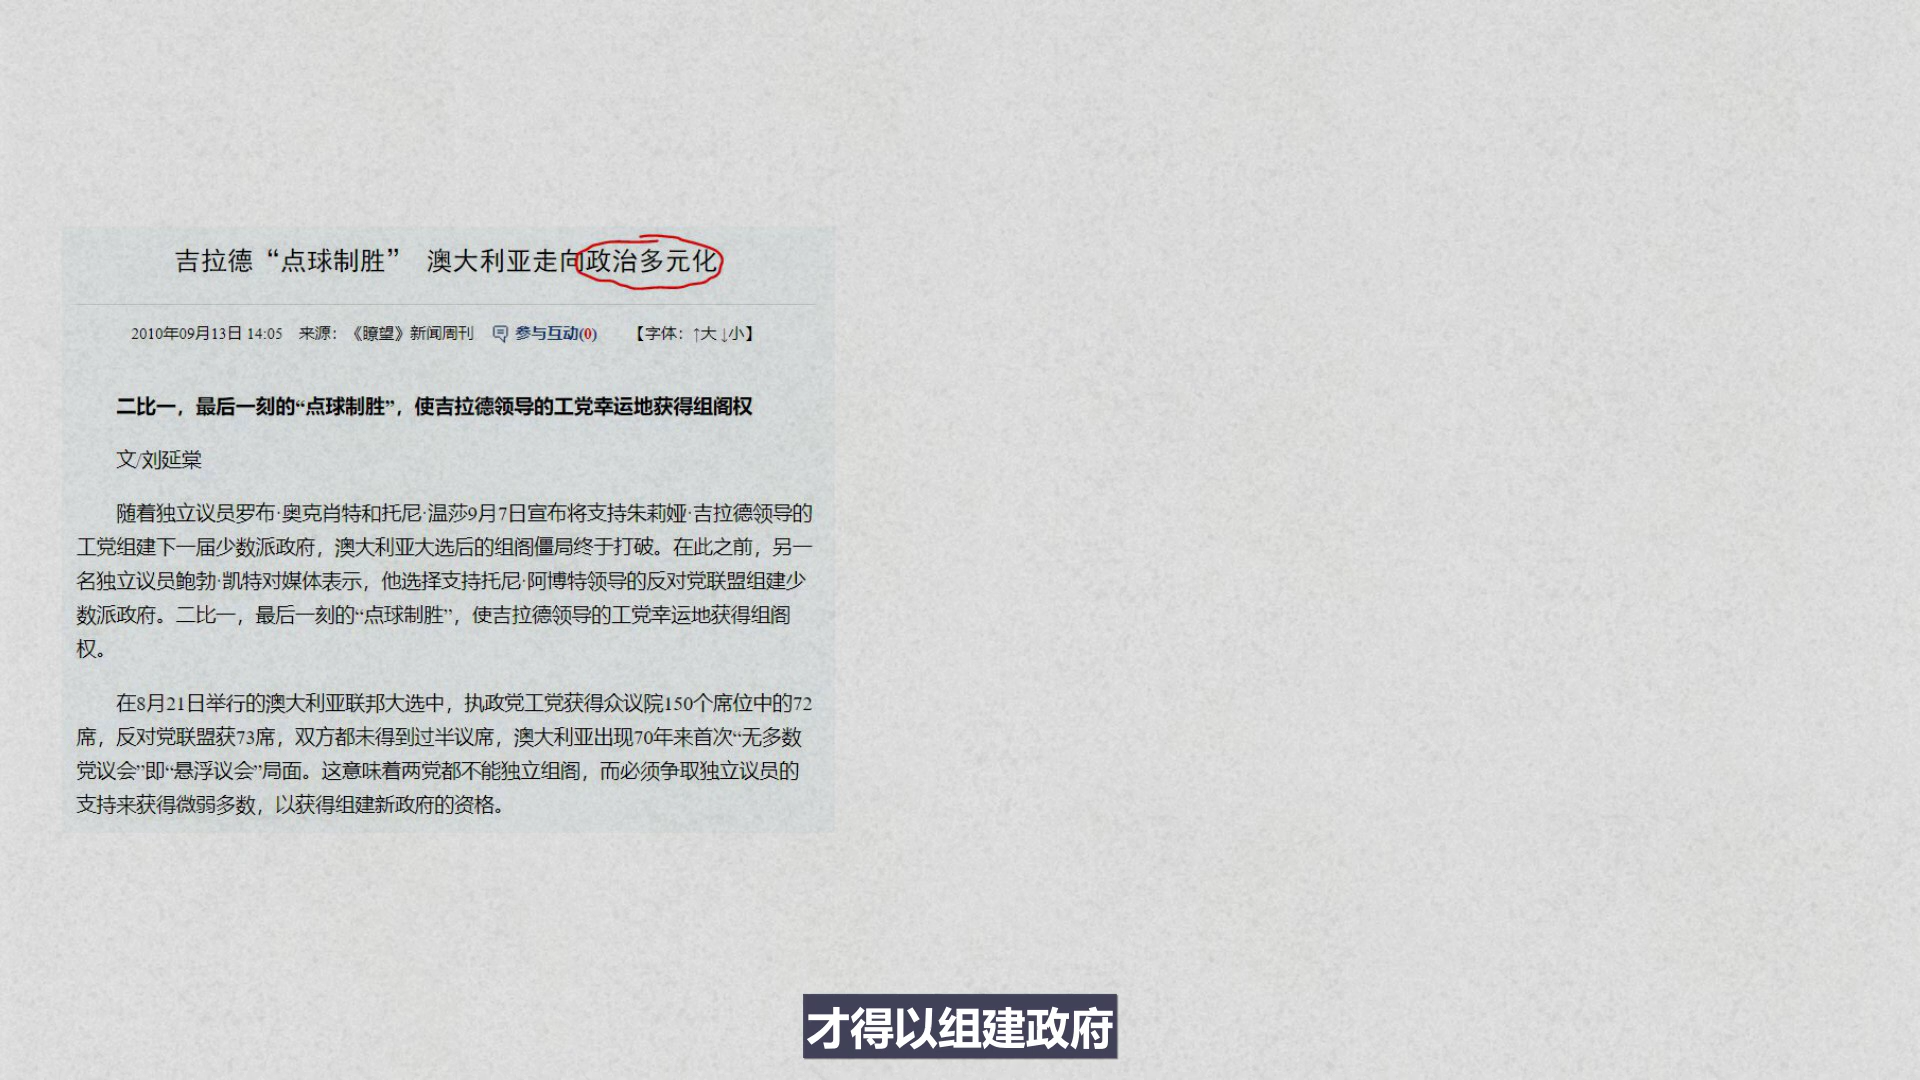 吉拉德“点球制胜” 澳大利亚走向政治多元化
2010年09月13日 14:05 来源：《瞭望》新闻周刊 参与互动(0) 【字体：↑大 ↓小】
二比一，最后一刻的“点球制胜”，使吉拉德领导的工党幸运地获得组阁权
文/刘延棠
随着独立议员罗布·奥克肖特和托尼·温莎9月7日宣布将支持朱莉娅·吉拉德领导的
工党组建下一届少数派政府，澳大利亚大选后的组阁僵局终于打破。在此之前，另一
名独立议员鲍勃·凯特对媒体表示，他选择支持托尼·阿博特领导的反对党联盟组建少
数派政府。二比一，最后一刻的“点球制胜”，使吉拉德领导的工党幸运地获得组阁
权。
在8月21日举行的澳大利亚联邦大选中，执政党工党获得众议院150个席位中的72
席，反对党联盟获73席，双方都未得到过半议席，澳大利亚出现70年来首次“无多数
党议会”即“悬浮议会”局面。这意味着两党都不能独立组阁，而必须争取独立议员的
支持来获得微弱多数，以获得组建新政府的资格。
才得以组建政府